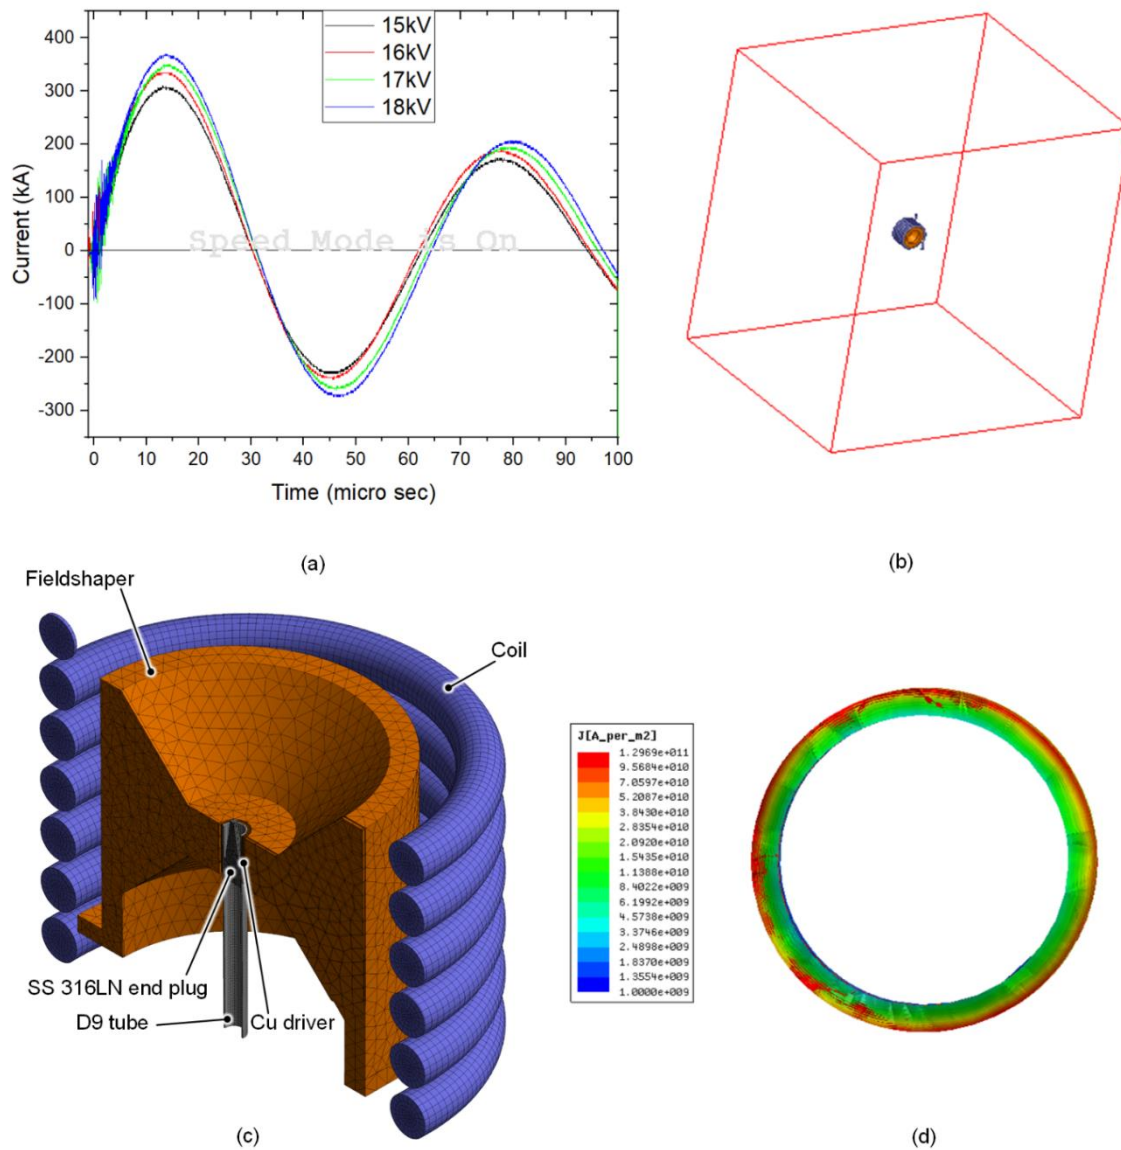 15kV
16kV
17kV
18kV
400
300
200
100
0
-100
-200
-300
Current (kA)
Speed Mode is On
0 10 20 30 40 50 60 70 80 90 100
Time (micro sec)
(a)
(b)
Fieldshaper
Coil
SS 316LN end plug
D9 tube
Cu driver
(c)
J[A_per_m2]
1.2969e+011
9.5684e+010
7.0597e+010
5.2087e+010
3.8430e+010
2.8354e+010
2.0920e+010
1.5435e+010
1.1388e+010
8.4022e+009
6.1992e+009
4.5738e+009
3.3746e+009
2.4898e+009
1.8370e+009
1.3554e+009
1.0000e+009
(d)